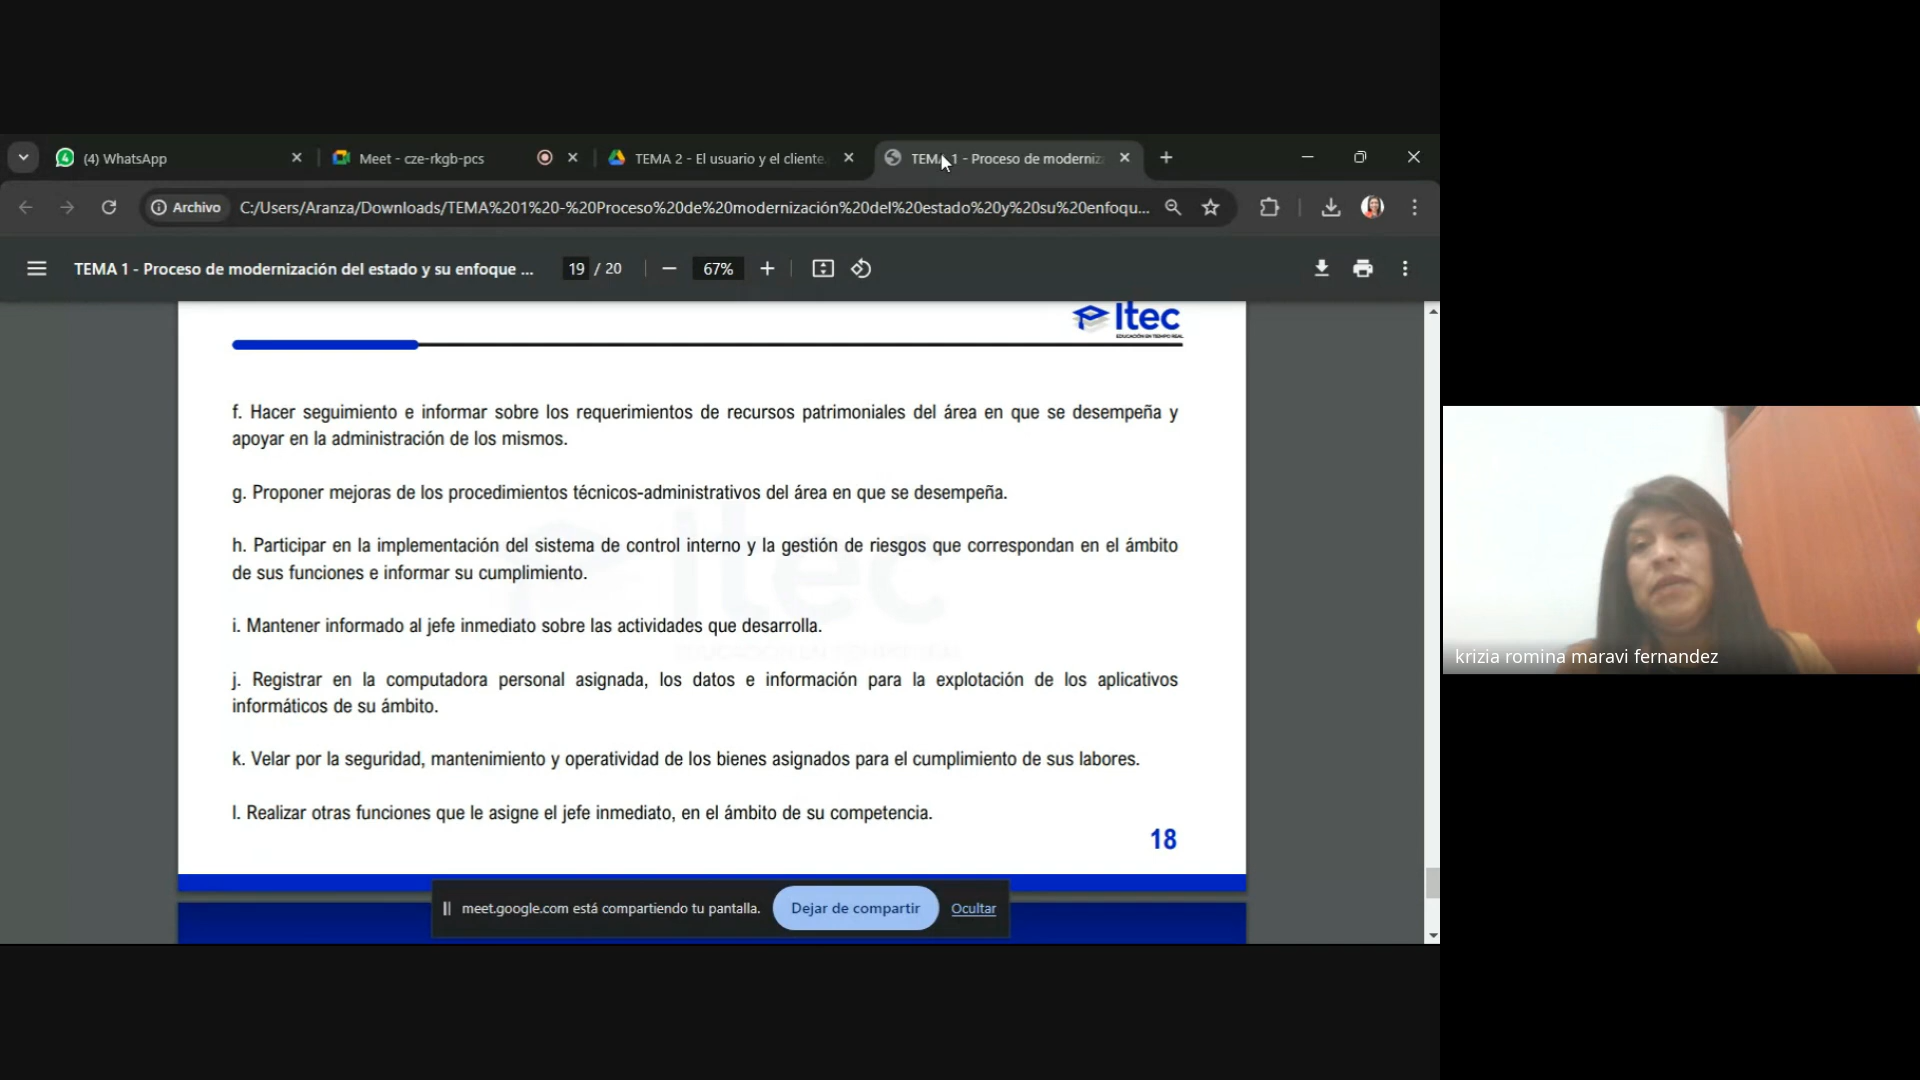 (4) WhatsApp
Meet - cze-rkgb-pcs
TEMA 2 - El usuario y el cliente.
TEMA 1 - Proceso de moderniz
Archivo
C:/Users/Aranza/Downloads/TEMA%201%20-%20Proceso%20de%20modernización%20del%20estado%20y%20su%20enfoqu...
TEMA 1 - Proceso de modernización del estado y su enfoque ...
19 / 20
67%
Itec
EDUCACIÓN EN TIEMPO REAL
f. Hacer seguimiento e informar sobre los requerimientos de recursos patrimoniales del área en que se desempeña y
apoyar en la administración de los mismos.
g. Proponer mejoras de los procedimientos técnicos-administrativos del área en que se desempeña.
h. Participar en la implementación del sistema de control interno y la gestión de riesgos que correspondan en el ámbito
de sus funciones e informar su cumplimiento.
i. Mantener informado al jefe inmediato sobre las actividades que desarrolla.
j. Registrar en la computadora personal asignada, los datos e información para la explotación de los aplicativos
informáticos de su ámbito.
k. Velar por la seguridad, mantenimiento y operatividad de los bienes asignados para el cumplimiento de sus labores.
l. Realizar otras funciones que le asigne el jefe inmediato, en el ámbito de su competencia.
18
meet.google.com está compartiendo tu pantalla.
Dejar de compartir
Ocultar
krizia romina maravi fernandez